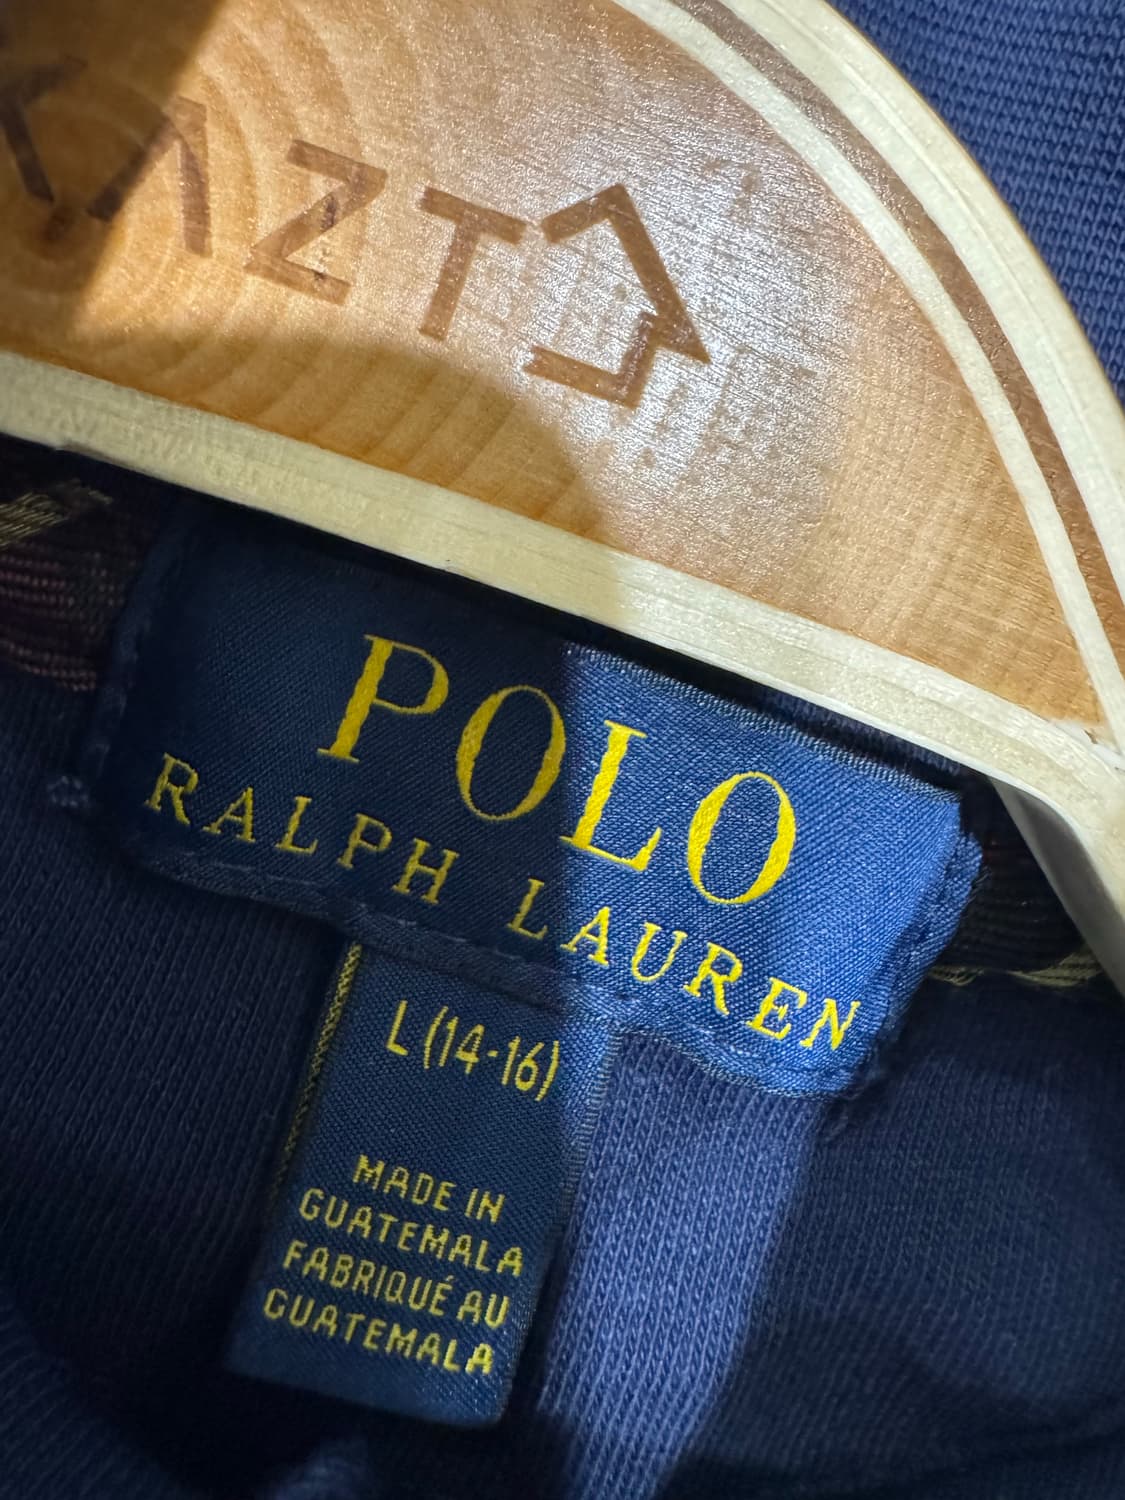 KAZT
POLO
RALPH LAUREN
L (14-16)
MADE IN
GUATEMALA
FABRIQUÉ AU
GUATEMALA